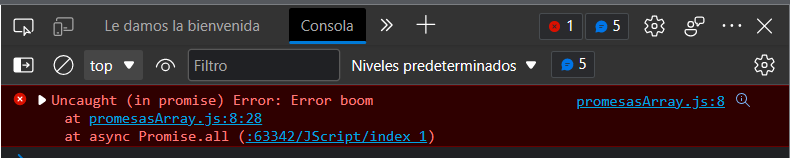 Le damos la bienvenida Consola 1 5
top Filtro Niveles predeterminados 5
Uncaught (in promise) Error: Error boom promesasArray.js:8
at promesasArray.js:8:28
at async Promise.all (:63342/JScript/index 1)